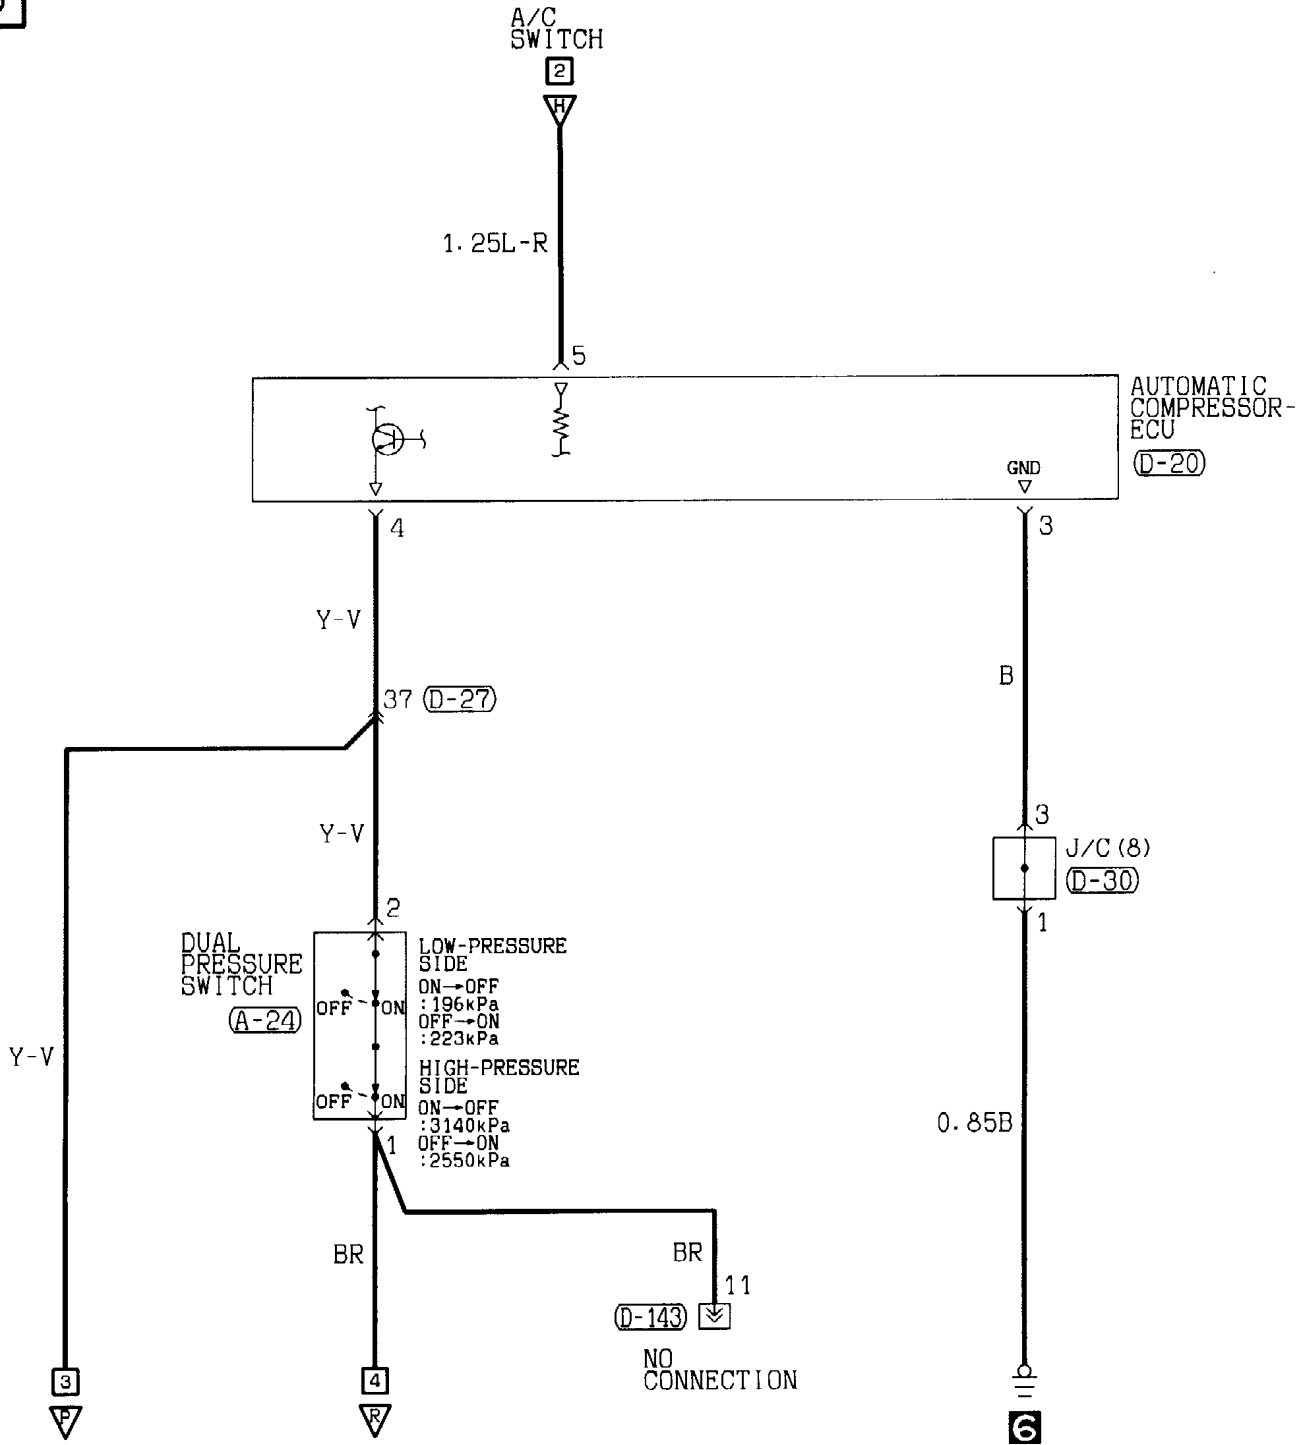 A/C
SWITCH
2
H
1.25L-R
5
AUTOMATIC
COMPRESSOR-
ECU
D-20
GND
4
3
Y-V
B
37 D-27
Y-V
3
J/C(8)
D-30
1
2
DUAL
PRESSURE
SWITCH
A-24
OFF ON
OFF ON
LOW-PRESSURE
SIDE
ON→OFF
:196kPa
OFF→ON
:223kPa
HIGH-PRESSURE
SIDE
ON→OFF
:3140kPa
OFF→ON
:2550kPa
1
Y-V
0.85B
BR
BR
11
D-143
NO
CONNECTION
3
P
4
R
6